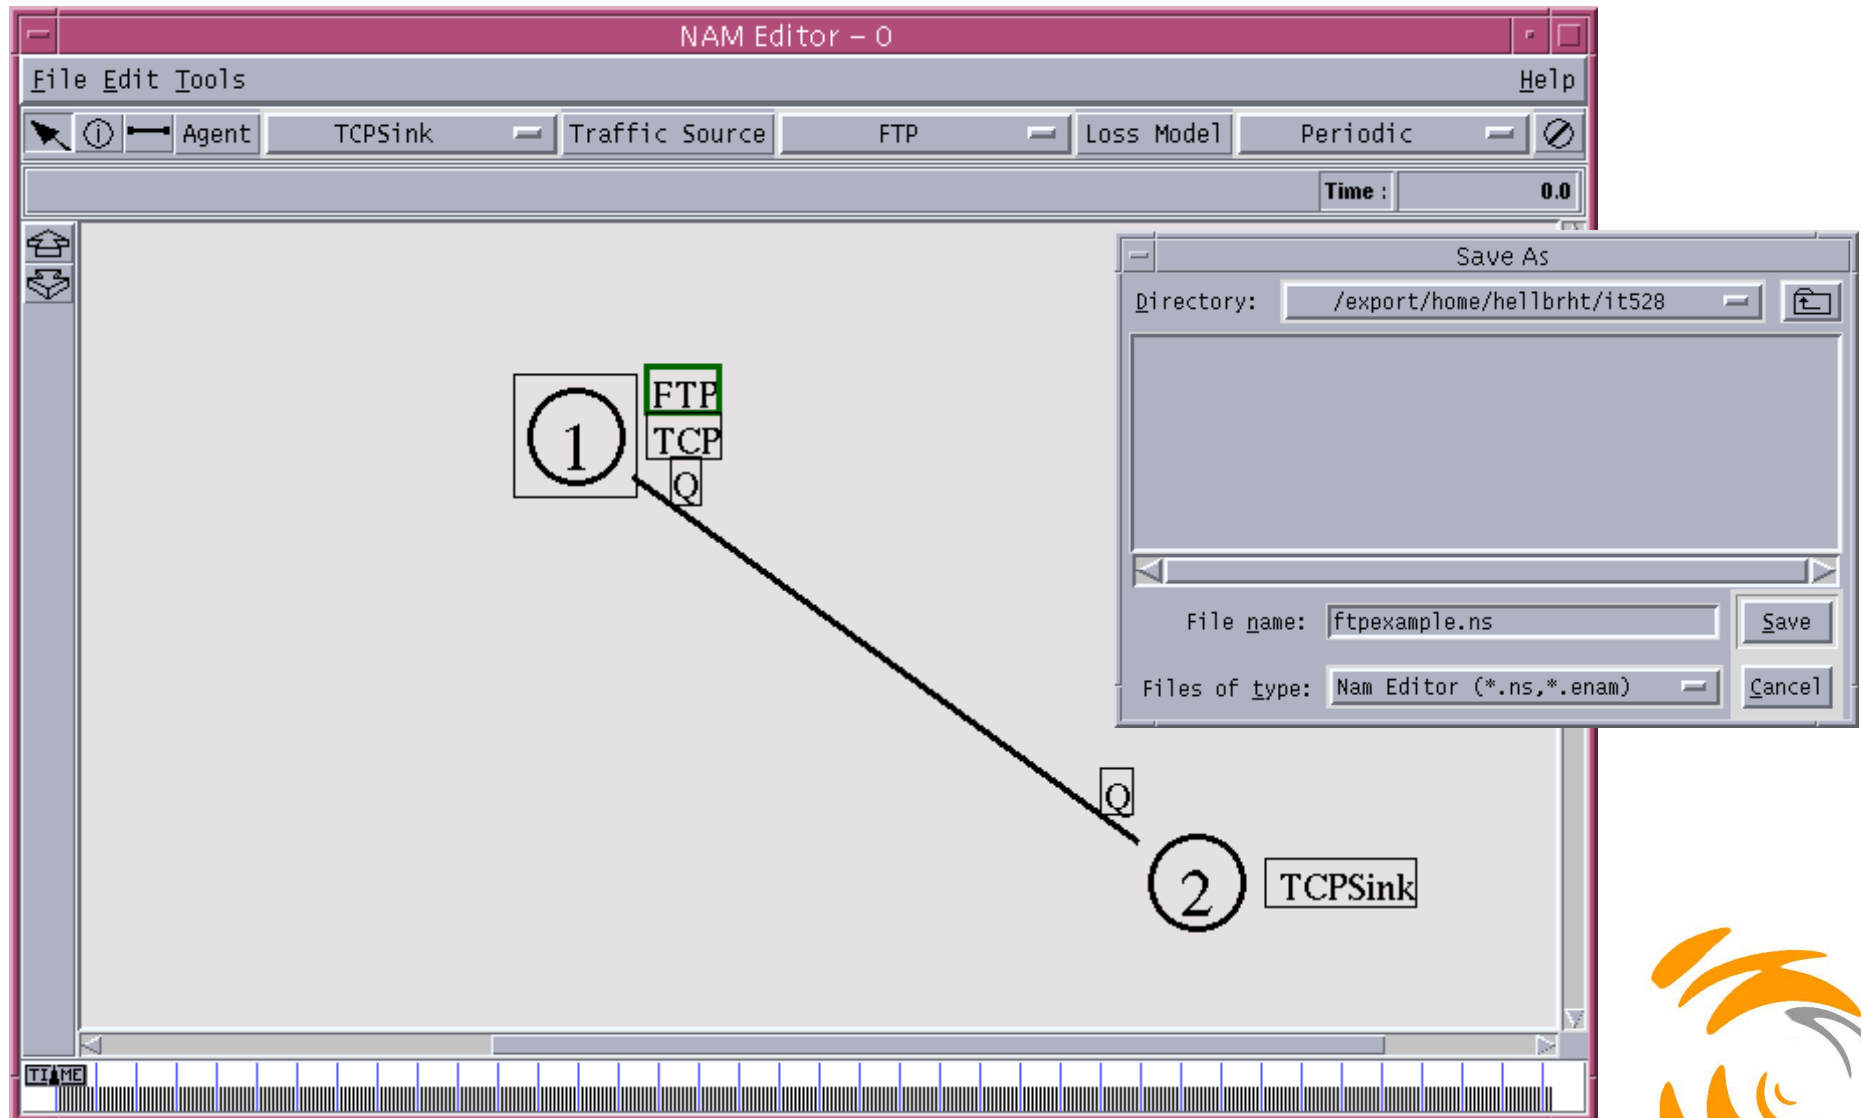 NAM Editor – 0
File Edit Tools Help
Agent TCPSink Traffic Source FTP Loss Model Periodic
Time : 0.0
Save As
Directory: /export/home/hellbrht/it528
File name: ftpexample.ns Save
Files of type: Nam Editor (*.ns,*.enam) Cancel
FTP
1 TCP
Q
Q
2 TCPSink
TIME